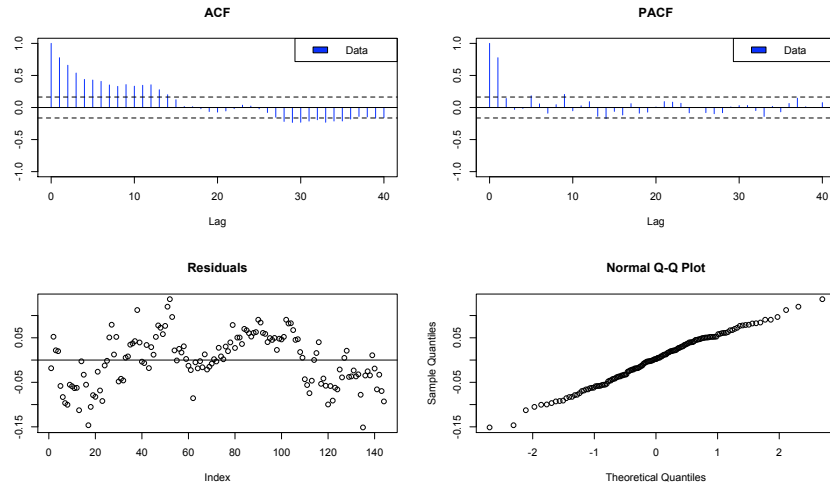 ACF
Data
1.0
0.5
0.0
-0.5
-1.0
0 10 20 30 40
Lag
PACF
Data
1.0
0.5
0.0
-0.5
-1.0
0 10 20 30 40
Lag
Residuals
0.05
-0.05
-0.15
0 20 40 60 80 100 120 140
Index
Normal Q-Q Plot
Sample Quantiles
0.05
-0.05
-0.15
-2 -1 0 1 2
Theoretical Quantiles